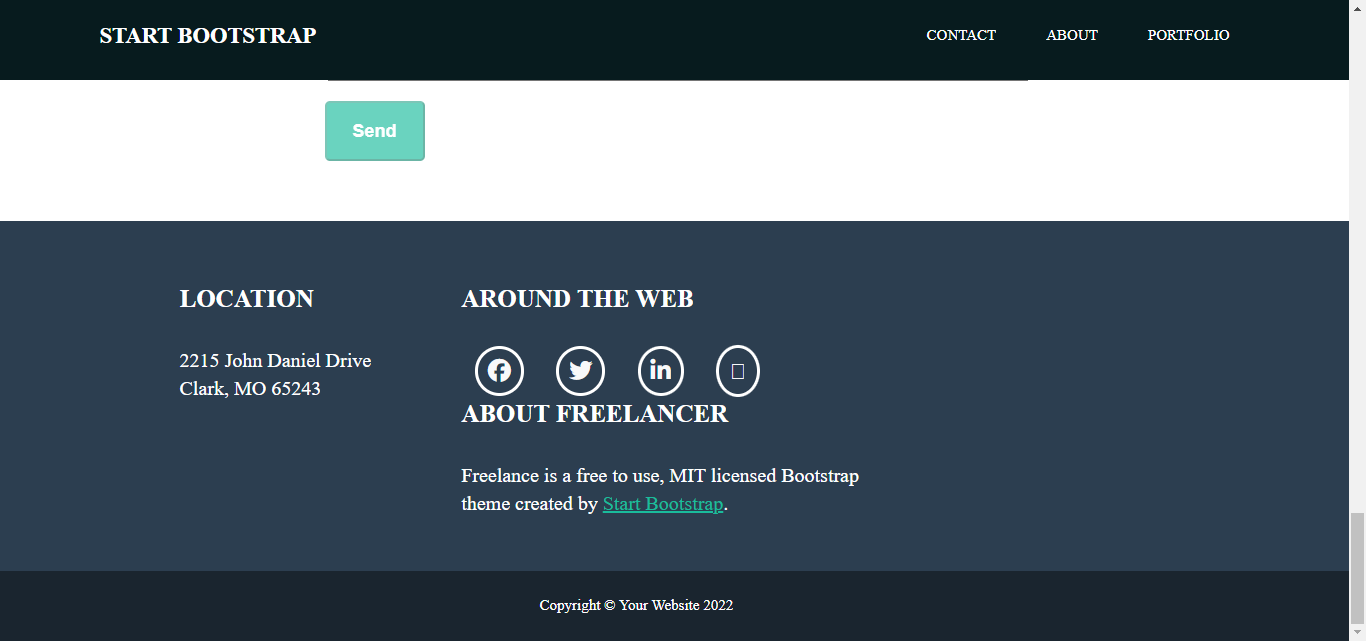 START BOOTSTRAP
CONTACT ABOUT PORTFOLIO
Send
LOCATION
2215 John Daniel Drive
Clark, MO 65243
AROUND THE WEB
in
ABOUT FREELANCER
Freelance is a free to use, MIT licensed Bootstrap
theme created by Start Bootstrap.
Copyright © Your Website 2022